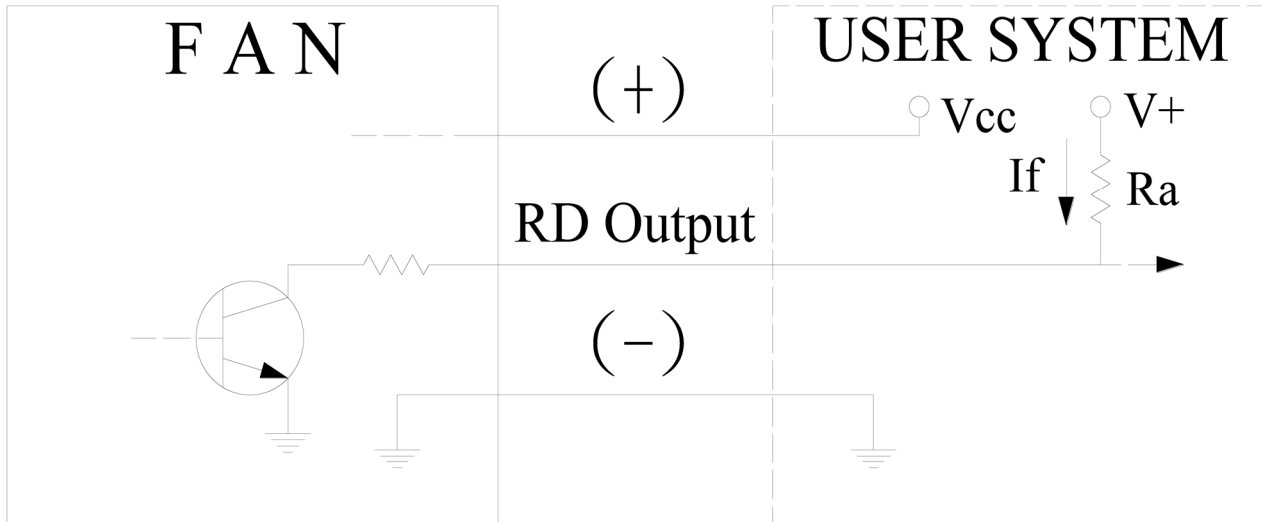 F A N
USER SYSTEM
(+)
Vcc
V+
If
Ra
RD Output
(-)